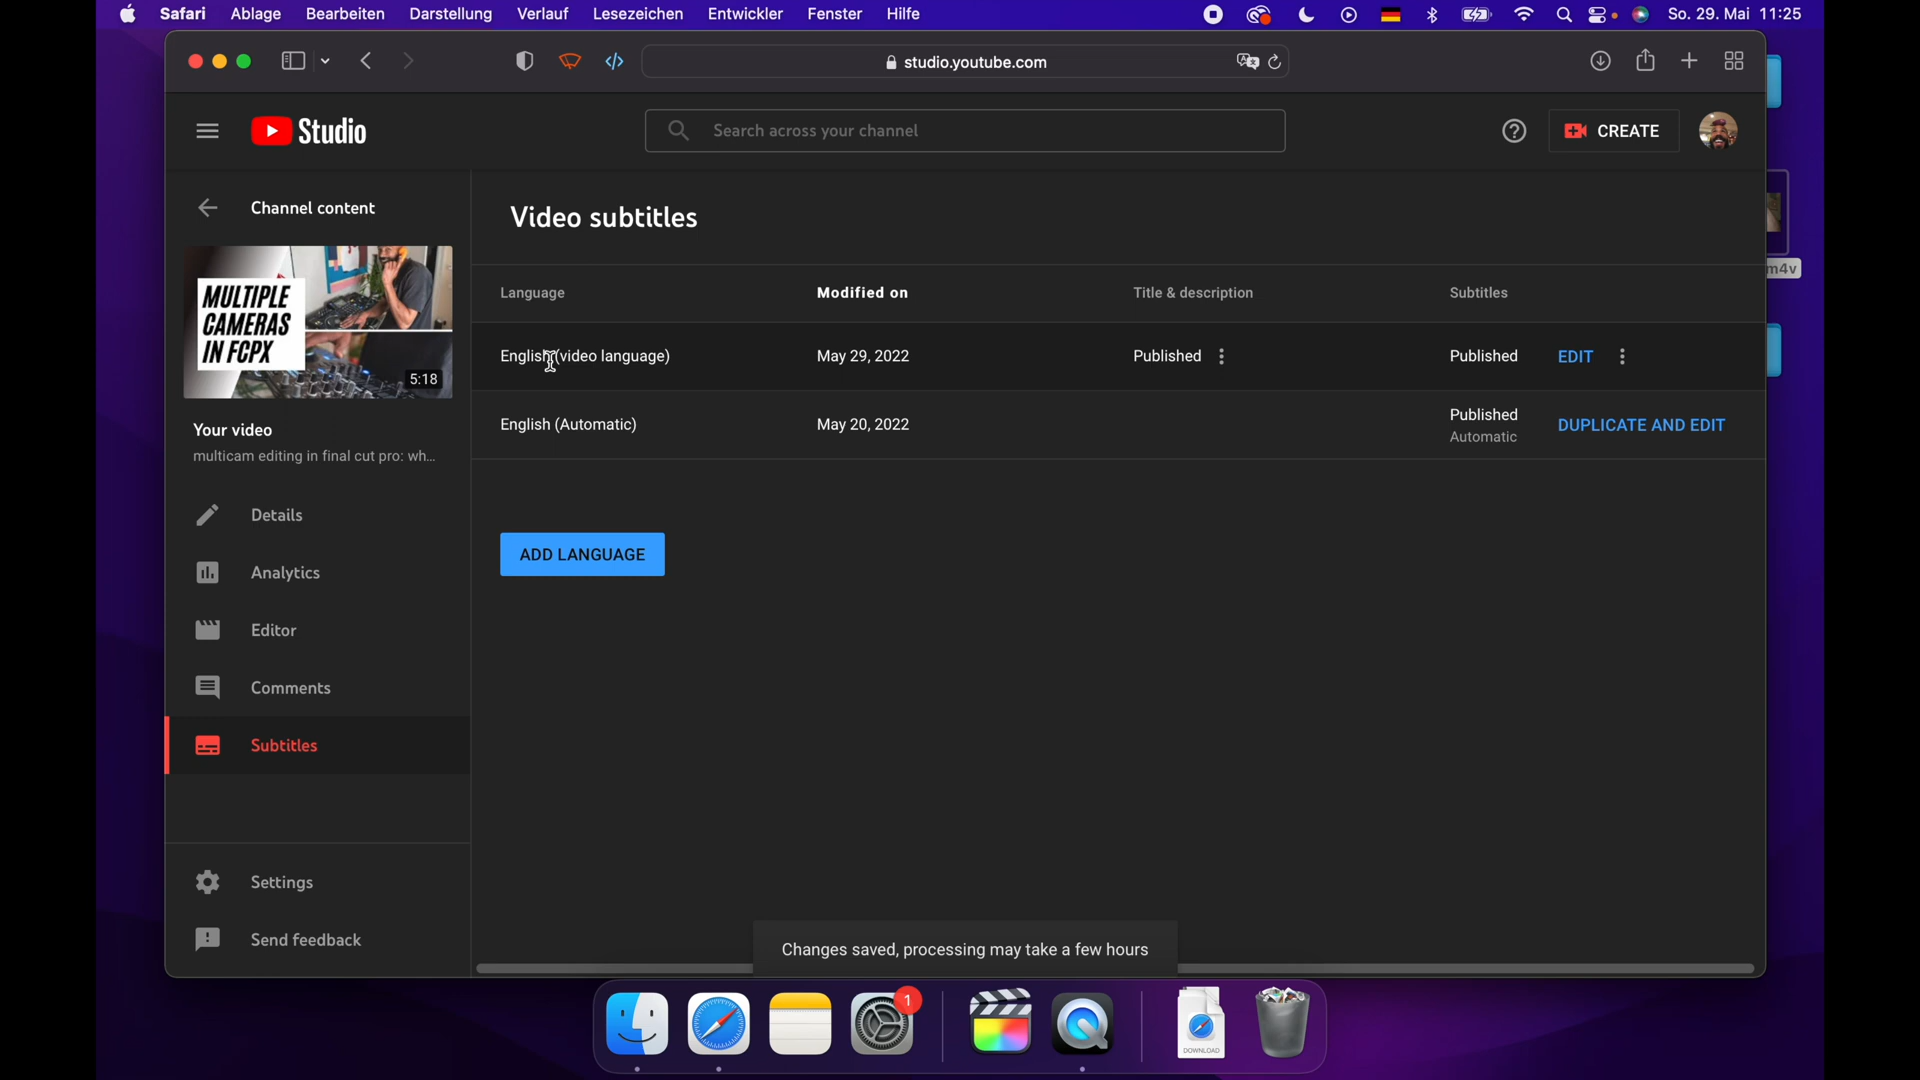 Safari Ablage Bearbeiten Darstellung Verlauf Lesezeichen Entwickler Fenster Hilfe So. 29. Mai 11:25
studio.youtube.com
Studio
Search across your channel
CREATE
Channel content
Video subtitles
MULTIPLE
CAMERAS
IN FCPX
5:18
Language Modified on Title & description Subtitles
English (video language) May 29, 2022 Published Published EDIT
English (Automatic) May 20, 2022 Published DUPLICATE AND EDIT
Automatic
m4v
Your video
multicam editing in final cut pro: wh...
ADD LANGUAGE
Details
Analytics
Editor
Comments
Subtitles
Settings
Send feedback
Changes saved, processing may take a few hours
1
DOWNLOAD